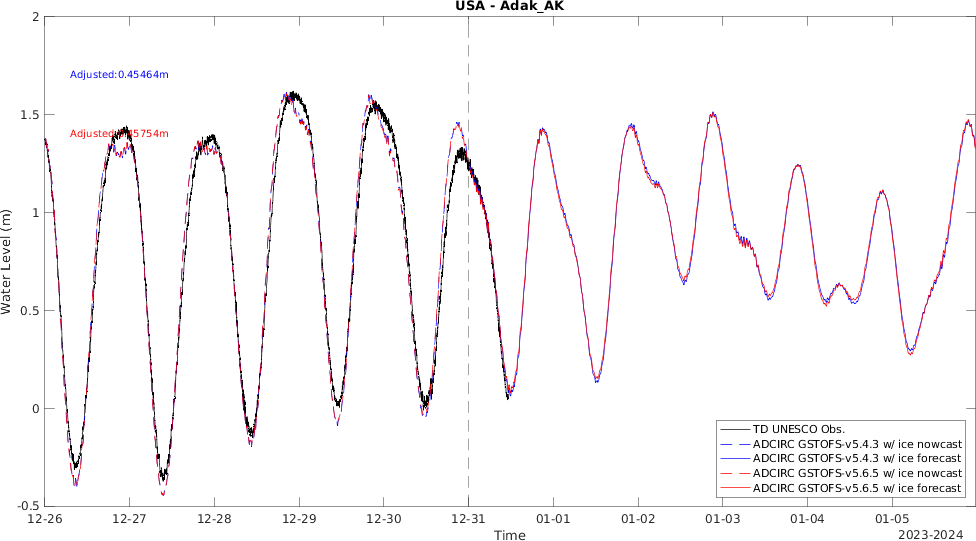 USA - Adak_AK
2
Adjusted:0.45464m
1.5
Adjusted:0.45754m
1
Water Level (m)
0.5
0
-0.5
TD UNESCO Obs.
ADCIRC GSTOFS-v5.4.3 w/ ice nowcast
ADCIRC GSTOFS-v5.4.3 w/ ice forecast
ADCIRC GSTOFS-v5.6.5 w/ ice nowcast
ADCIRC GSTOFS-v5.6.5 w/ ice forecast
12-26 12-27 12-28 12-29 12-30 12-31 01-01 01-02 01-03 01-04 01-05
Time
2023-2024